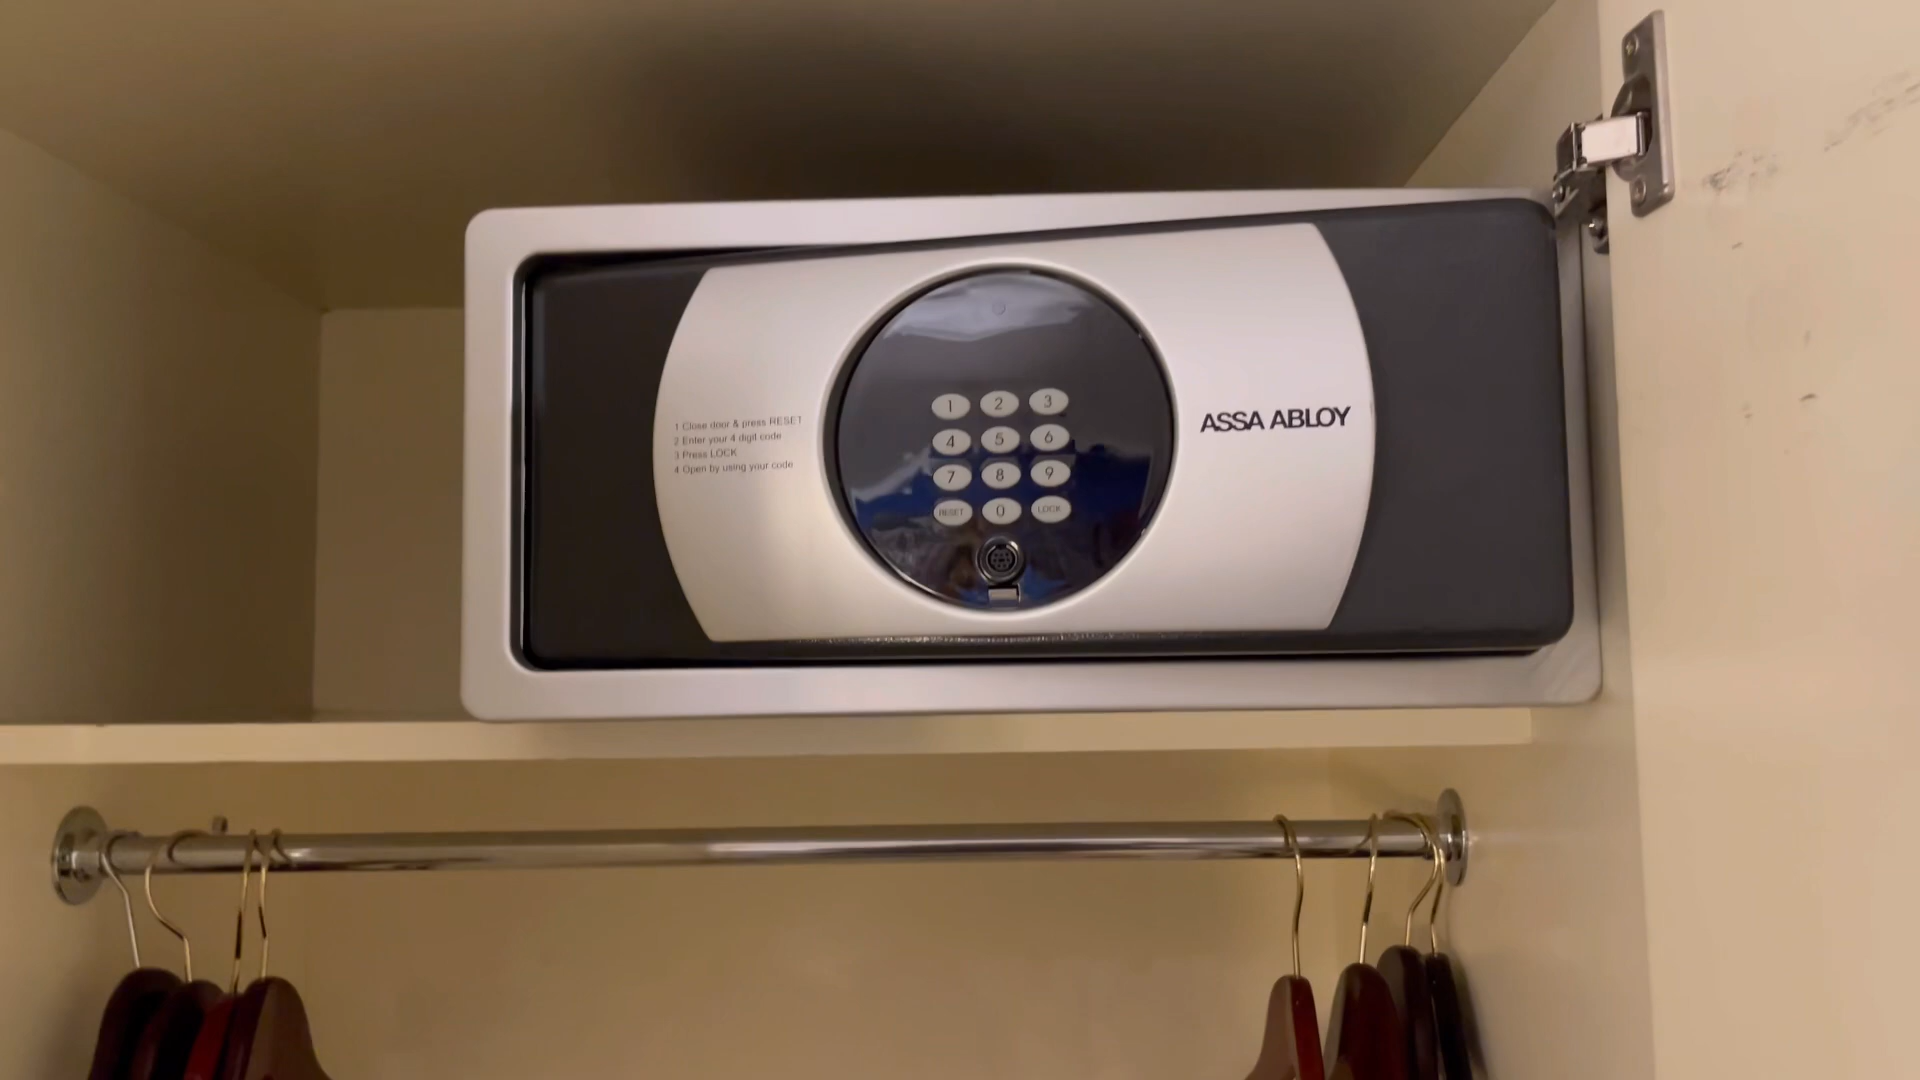 1 Close door & press RESET
2 Enter your 4 digit code
3 Press LOCK
4 Open by using your code
1 2 3
4 5 6
7 8 9
RESET 0 LOCK
ASSA ABLOY